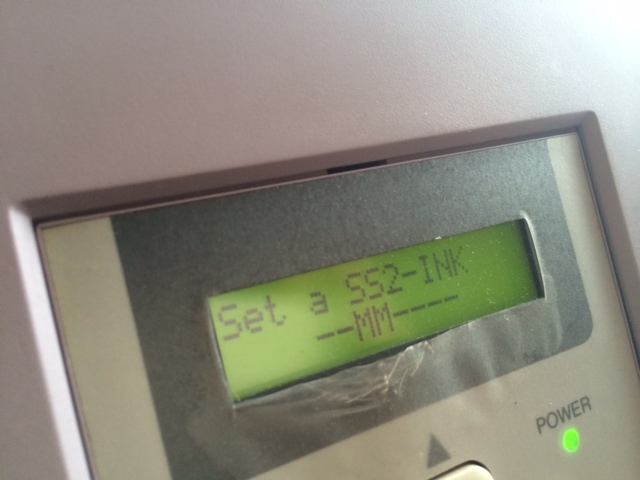 Set a SS2-INK
--MM----
POWER